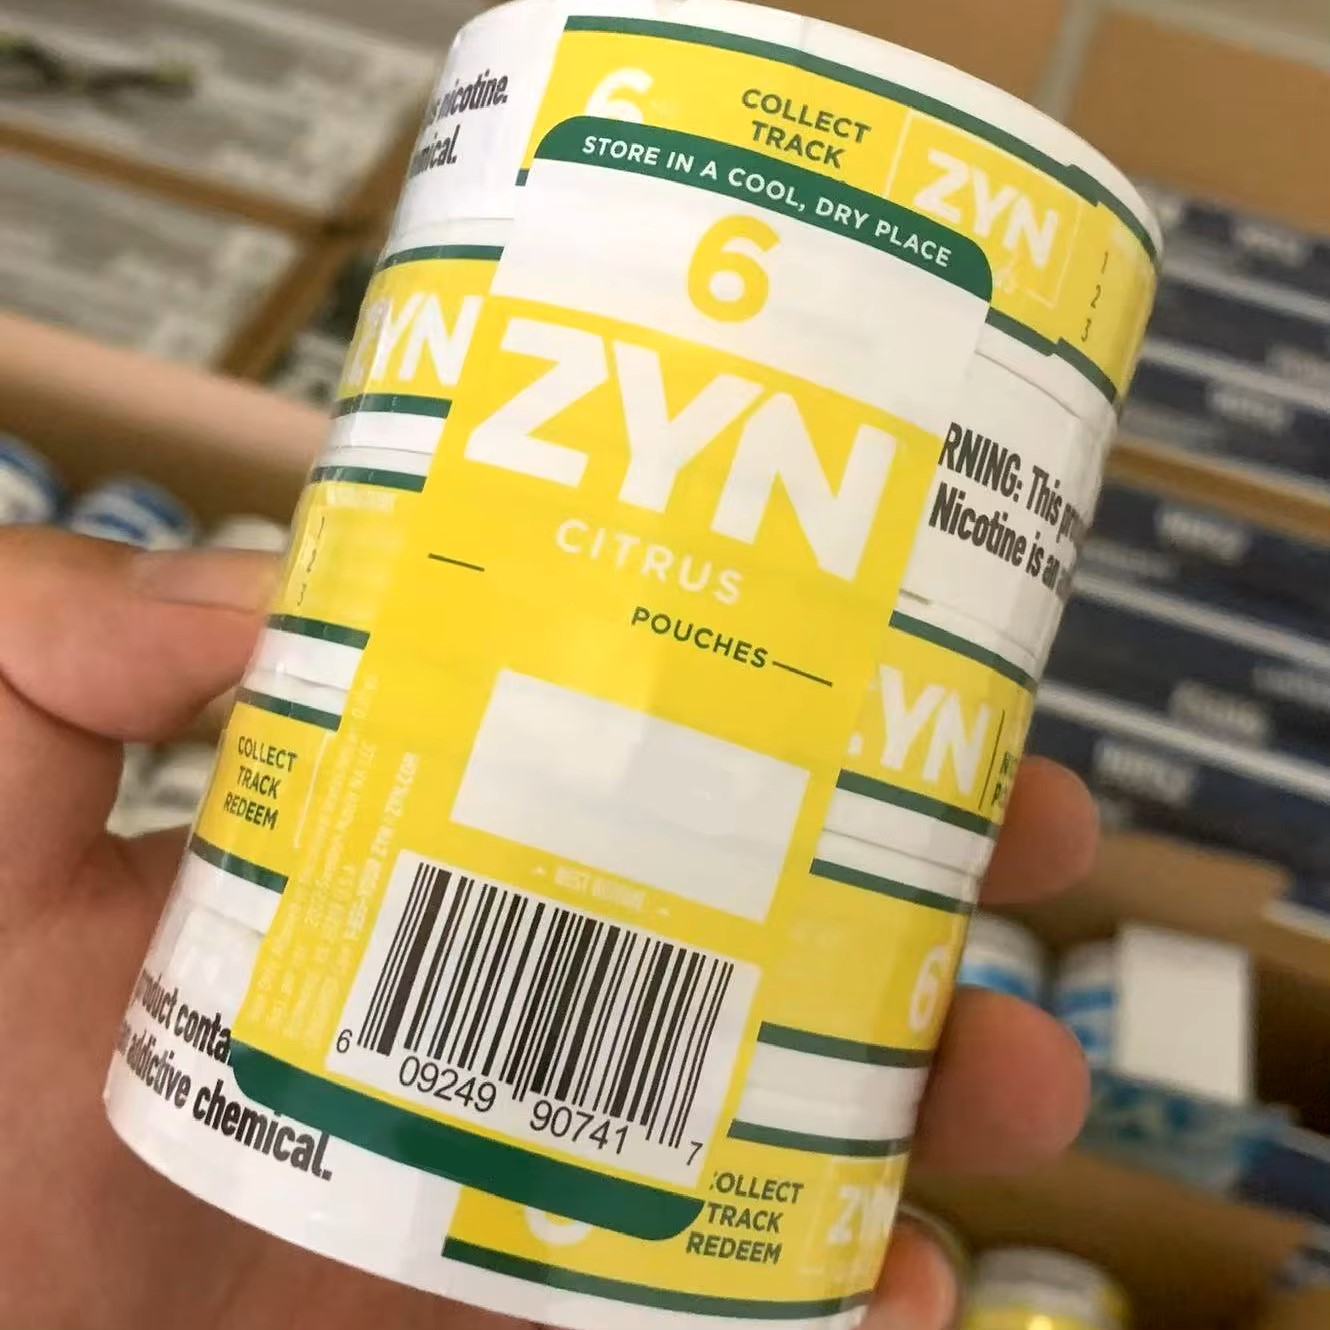 nicotine.
6
COLLECT
TRACK
ZYN
1
2
3
STORE IN A COOL, DRY PLACE
6
ZYN
CITRUS
POUCHES
ZYN
RNING: This
Nicotine is an
1
2
3
YN
COLLECT
TRACK
REDEEM
ZYN.COM
6 09249 90741 7
6
product conta
addictive chemical.
COLLECT
TRACK
REDEEM
ZYN